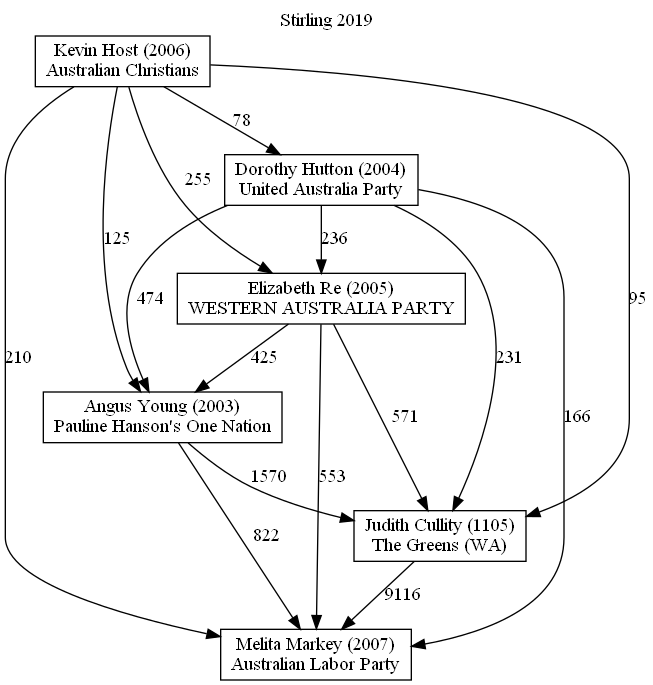 Stirling 2019
Kevin Host (2006)
Australian Christians
78
Dorothy Hutton (2004)
United Australia Party
255
125
236
Elizabeth Re (2005)
WESTERN AUSTRALIA PARTY
474
95
210
425
231
Angus Young (2003)
Pauline Hanson's One Nation
571
166
1570
553
822
Judith Cullity (1105)
The Greens (WA)
9116
Melita Markey (2007)
Australian Labor Party